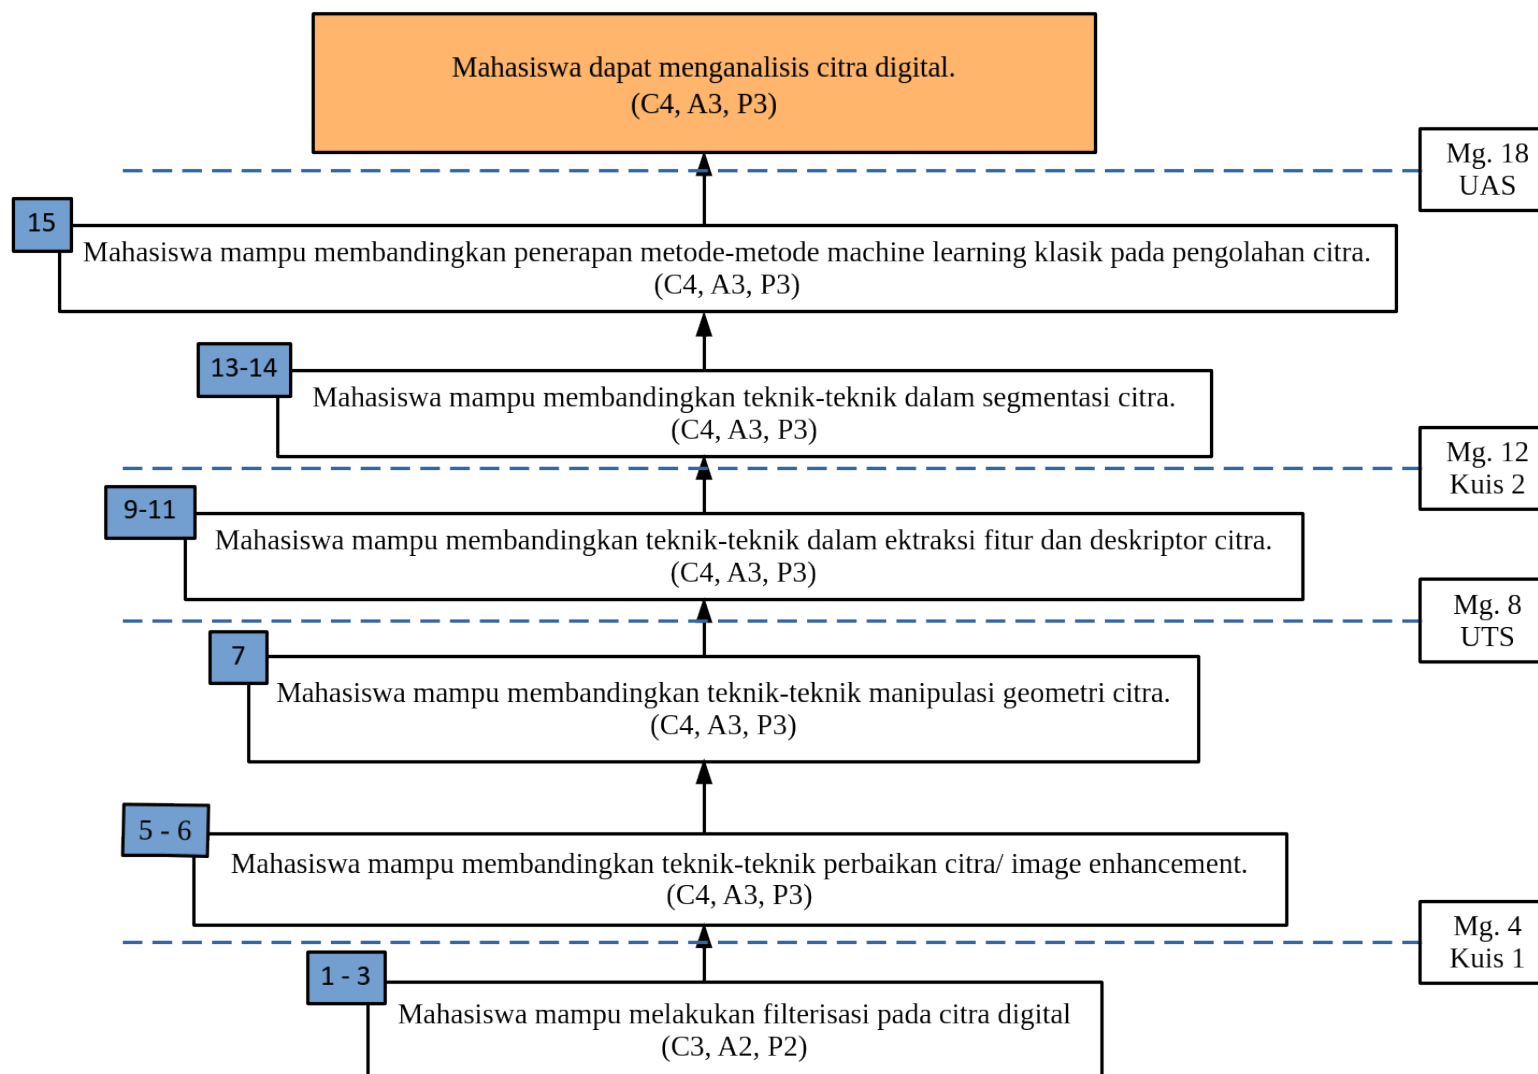 Mahasiswa dapat menganalisis citra digital.
(C4, A3, P3)
Mg. 18
UAS
15
Mahasiswa mampu membandingkan penerapan metode-metode machine learning klasik pada pengolahan citra.
(C4, A3, P3)
13-14
Mahasiswa mampu membandingkan teknik-teknik dalam segmentasi citra.
(C4, A3, P3)
Mg. 12
Kuis 2
9-11
Mahasiswa mampu membandingkan teknik-teknik dalam ektraksi fitur dan deskriptor citra.
(C4, A3, P3)
Mg. 8
UTS
7
Mahasiswa mampu membandingkan teknik-teknik manipulasi geometri citra.
(C4, A3, P3)
5 - 6
Mahasiswa mampu membandingkan teknik-teknik perbaikan citra/ image enhancement.
(C4, A3, P3)
Mg. 4
Kuis 1
1 - 3
Mahasiswa mampu melakukan filterisasi pada citra digital
(C3, A2, P2)